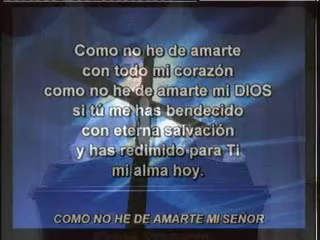 Como no he de amarte
con todo mi corazón
como no he de amarte mi DIOS
si tú me has bendecido
con eterna salvación
y has redimido para Ti
mi alma hoy.
COMO NO HE DE AMARTE MI SENOR.